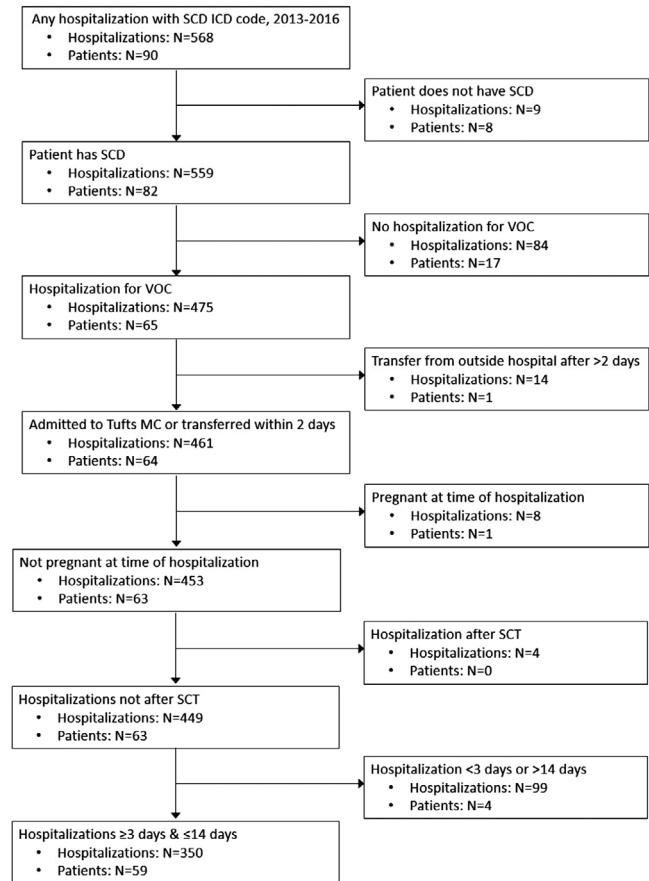 Any hospitalization with SCD ICD code, 2013-2016
• Hospitalizations: N=568
• Patients: N=90
Patient does not have SCD
• Hospitalizations: N=9
• Patients: N=8
Patient has SCD
• Hospitalizations: N=559
• Patients: N=82
No hospitalization for VOC
• Hospitalizations: N=84
• Patients: N=17
Hospitalization for VOC
• Hospitalizations: N=475
• Patients: N=65
Transfer from outside hospital after >2 days
• Hospitalizations: N=14
• Patients: N=1
Admitted to Tufts MC or transferred within 2 days
• Hospitalizations: N=461
• Patients: N=64
Pregnant at time of hospitalization
• Hospitalizations: N=8
• Patients: N=1
Not pregnant at time of hospitalization
• Hospitalizations: N=453
• Patients: N=63
Hospitalization after SCT
• Hospitalizations: N=4
• Patients: N=0
Hospitalizations not after SCT
• Hospitalizations: N=449
• Patients: N=63
Hospitalization <3 days or >14 days
• Hospitalizations: N=99
• Patients: N=4
Hospitalizations ≥3 days & ≤14 days
• Hospitalizations: N=350
• Patients: N=59